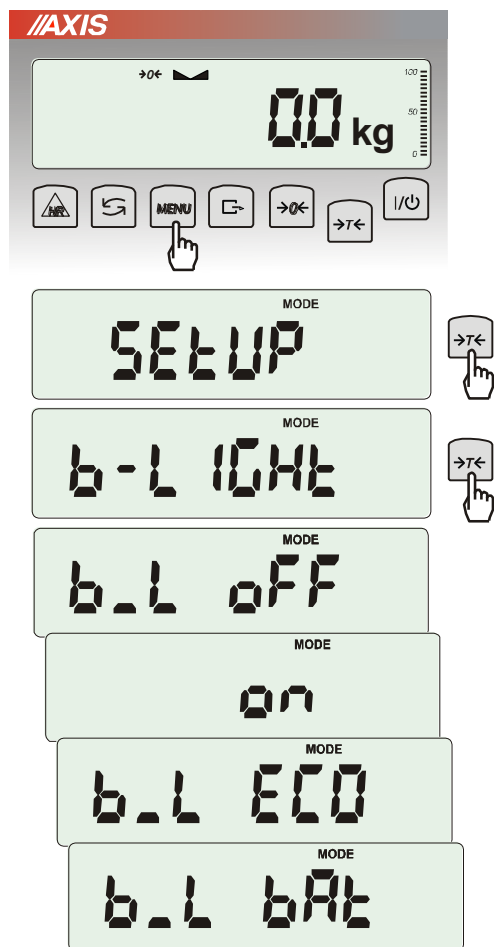 //AXIS
→0←
100
50
0
0.0 kg
HR
MENU
→0←
→T←
I/⏻
MODE
SEtUP
→T←
MODE
b-LIGHt
→T←
MODE
b_L oFF
MODE
on
MODE
b_L ECO
MODE
b_L bAt